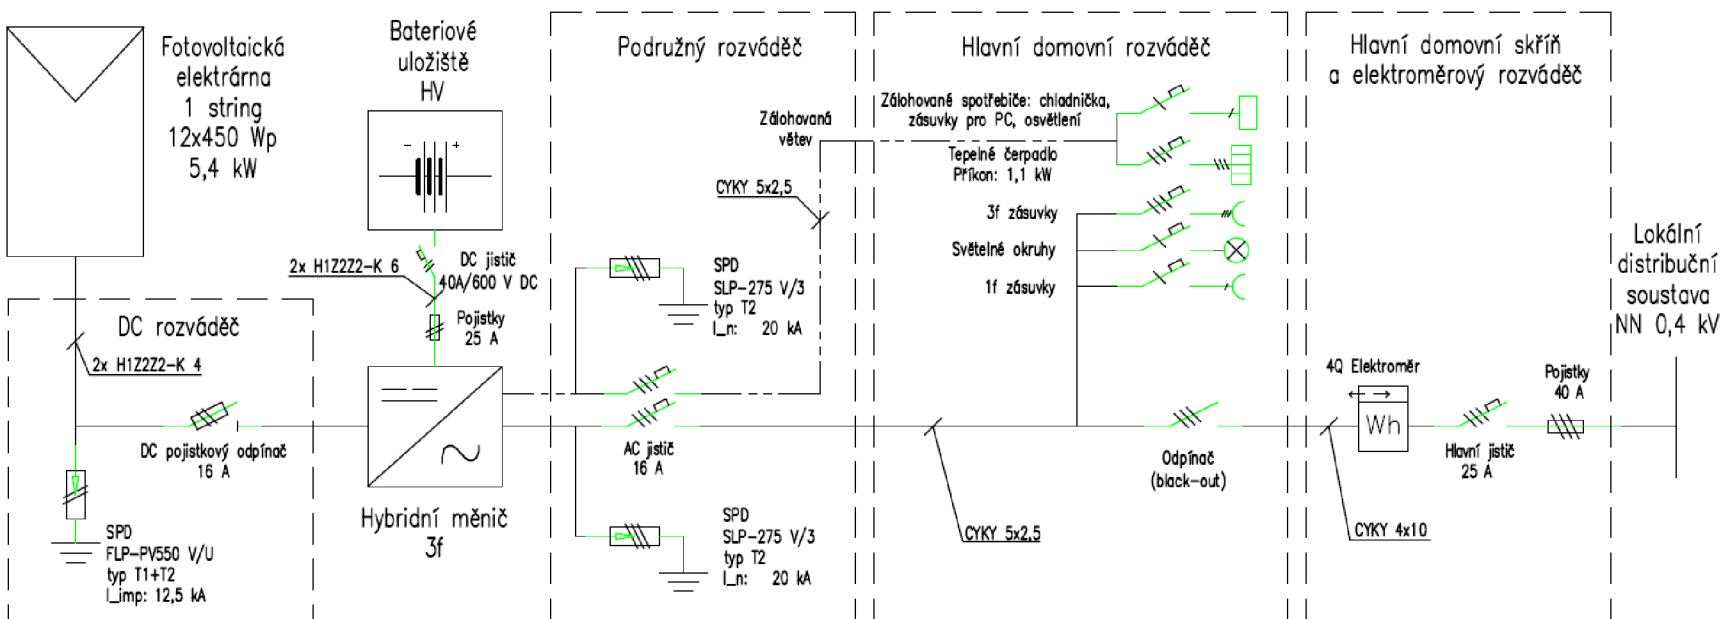 Fotovoltaická
elektrárna
1 string
12x450 Wp
5,4 kW
Bateriové
uložiště
HV
- +
2x H1Z2Z2-K 6
DC jistič
40A/600 V DC
Pojistky
25 A
DC rozváděč
2x H1Z2Z2-K 4
DC pojistkový odpínač
16 A
SPD
FLP-PV550 V/U
typ T1+T2
I_imp: 12,5 kA
Hybridní měnič
3f
Podružný rozváděč
Zálohovaná
větev
CYKY 5x2,5
SPD
SLP-275 V/3
typ T2
I_n: 20 kA
AC jistič
16 A
SPD
SLP-275 V/3
typ T2
I_n: 20 kA
Hlavní domovní rozváděč
Zálohované spotřebiče: chladnička,
zásuvky pro PC, osvětlení
Tepelné čerpadlo
Příkon: 1,1 kW
3f zásuvky
Světelné okruhy
1f zásuvky
Odpínač
(black-out)
CYKY 5x2,5
Hlavní domovní skříň
a elektroměrový rozváděč
4Q Elektroměr
Wh
Hlavní jistič
25 A
Pojistky
40 A
CYKY 4x10
Lokální
distribuční
soustava
NN 0,4 kV